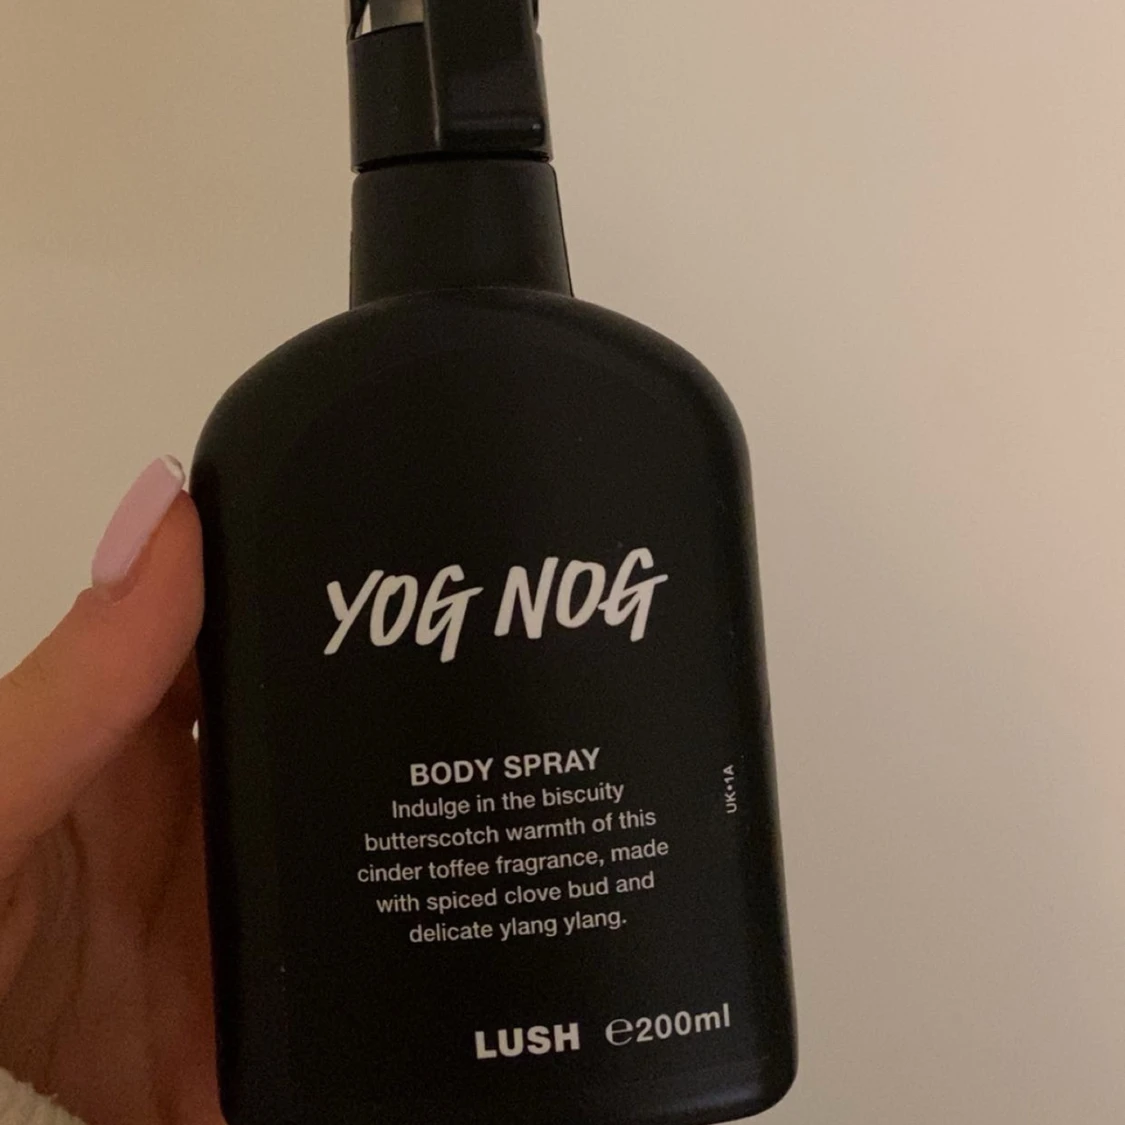 YOG NOG
BODY SPRAY
Indulge in the biscuity
butterscotch warmth of this
cinder toffee fragrance, made
with spiced clove bud and
delicate ylang ylang.
UK•1A
LUSH ℮200ml